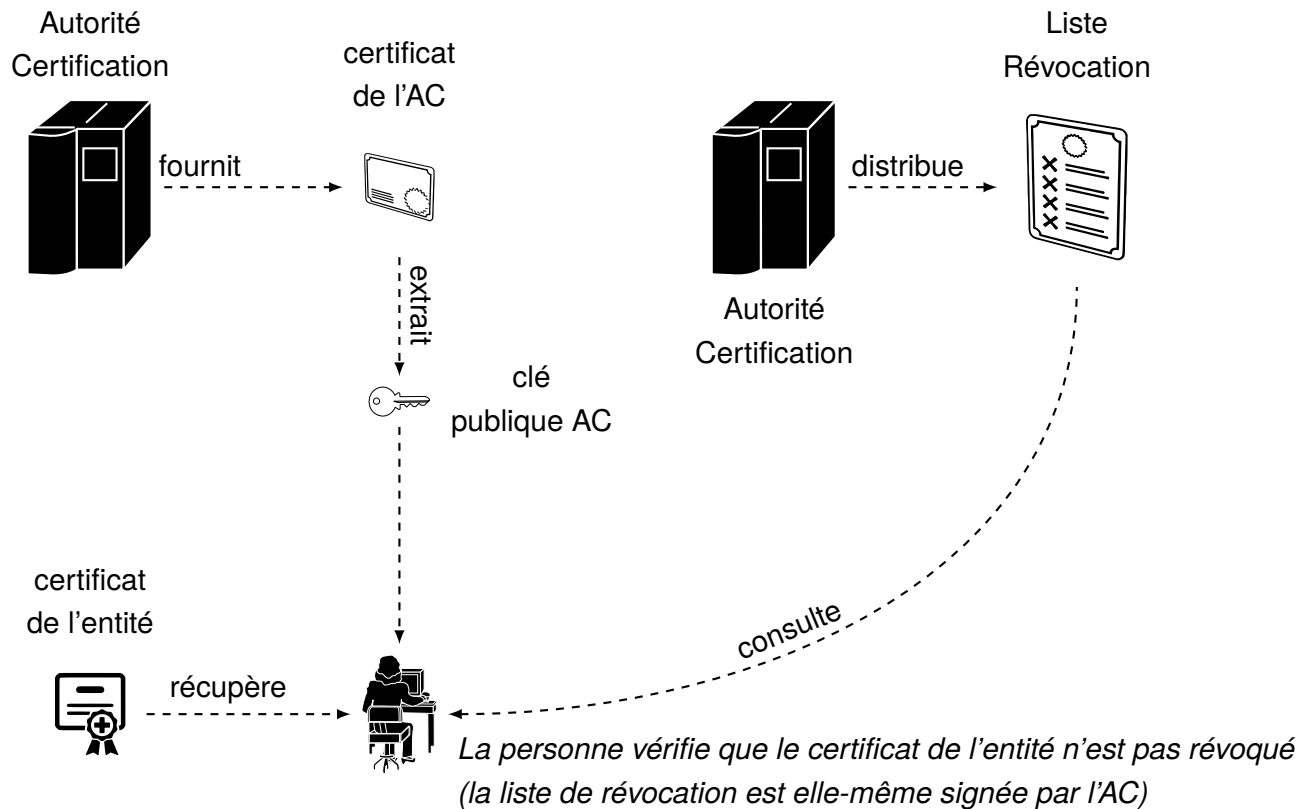 Autorité
Certification
certificat
de l'AC
Liste
Révocation
fournit
distribue
extrait
Autorité
Certification
clé
publique AC
certificat
de l'entité
consulte
récupère
La personne vérifie que le certificat de l'entité n'est pas révoqué
(la liste de révocation est elle-même signée par l'AC)